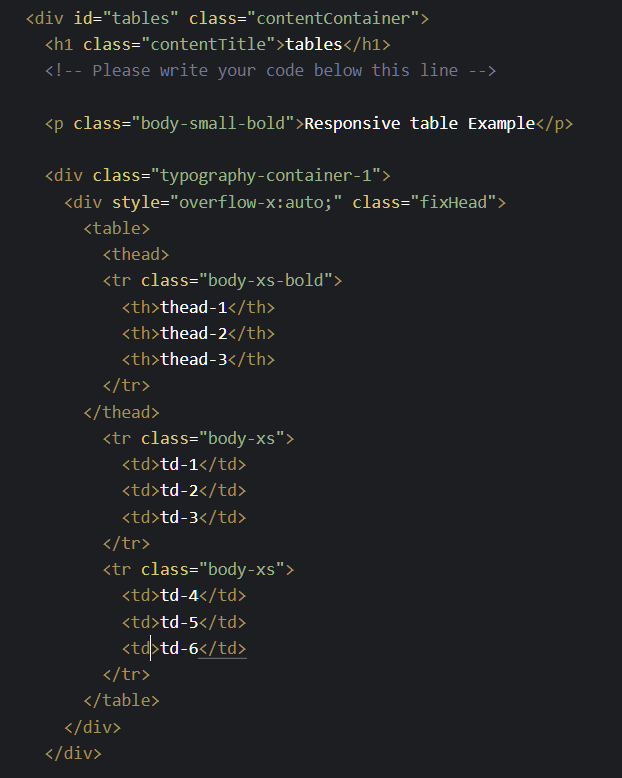 <div id="tables" class="contentContainer">
<h1 class="contentTitle">tables</h1>
<!-- Please write your code below this line -->
<p class="body-small-bold">Responsive table Example</p>
<div class="typography-container-1">
<div style="overflow-x:auto;" class="fixHead">
<table>
<thead>
<tr class="body-xs-bold">
<th>thead-1</th>
<th>thead-2</th>
<th>thead-3</th>
</tr>
</thead>
<tr class="body-xs">
<td>td-1</td>
<td>td-2</td>
<td>td-3</td>
</tr>
<tr class="body-xs">
<td>td-4</td>
<td>td-5</td>
<td>td-6</td>
</tr>
</table>
</div>
</div>